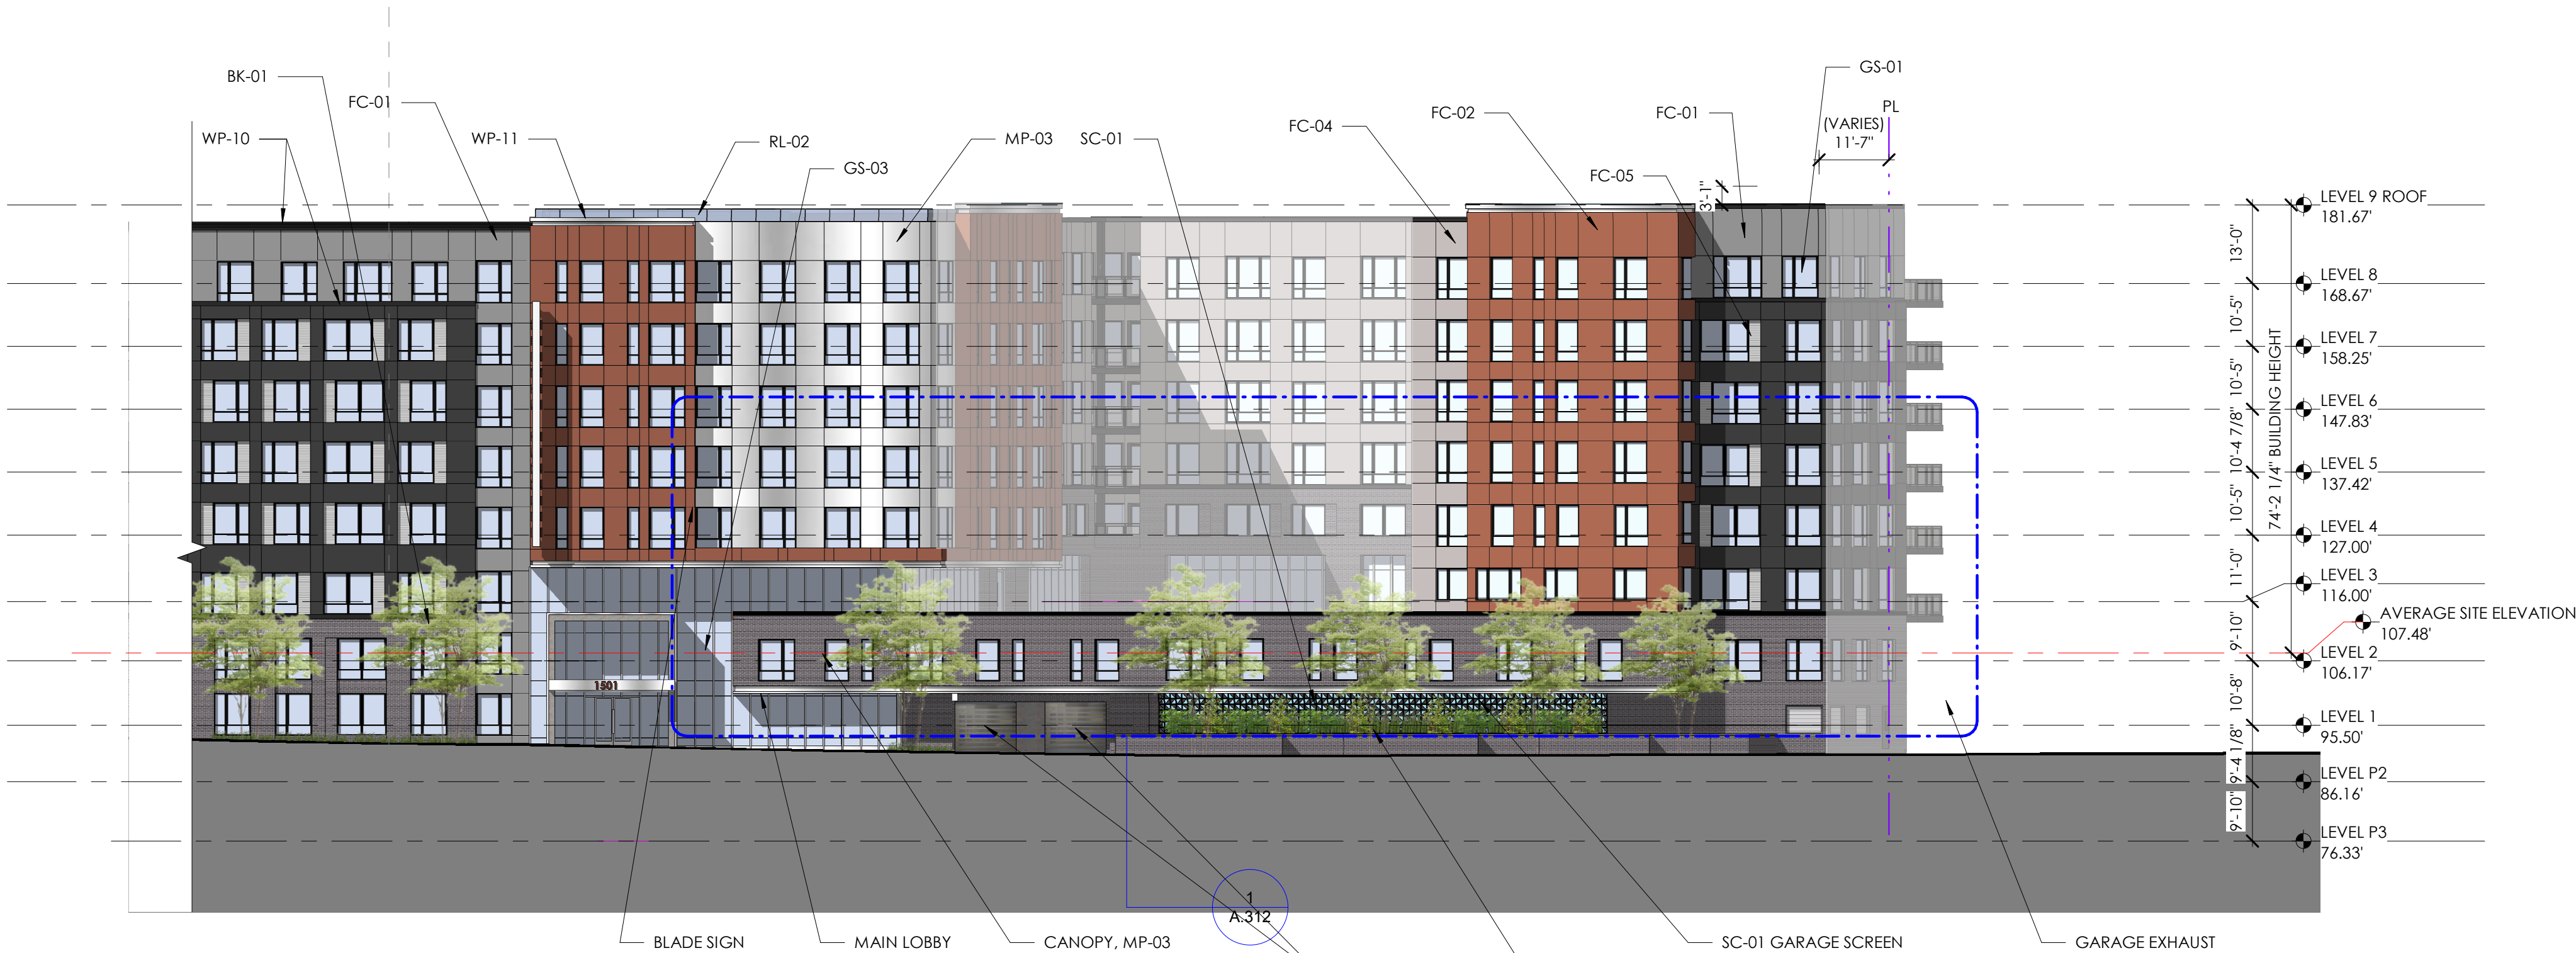 GS-01
BK-01
FC-01
WP-10
WP-11
RL-02
GS-03
MP-03
SC-01
FC-04
FC-02
FC-01
FC-05
PL
(VARIES)
11'-7"
3'-1"
LEVEL 9 ROOF
181.67'
13'-0"
LEVEL 8
168.67'
10'-5"
LEVEL 7
158.25'
10'-5"
LEVEL 6
147.83'
10'-4 7/8"
LEVEL 5
137.42'
10'-5"
LEVEL 4
127.00'
11'-0"
LEVEL 3
116.00'
74'-2 1/4" BUILDING HEIGHT
AVERAGE SITE ELEVATION
107.48'
9'-10"
LEVEL 2
106.17'
10'-8"
LEVEL 1
95.50'
9'-4 1/8"
LEVEL P2
86.16'
9'-10"
LEVEL P3
76.33'
1501
1
A.312
BLADE SIGN
MAIN LOBBY
CANOPY, MP-03
SC-01 GARAGE SCREEN
GARAGE EXHAUST